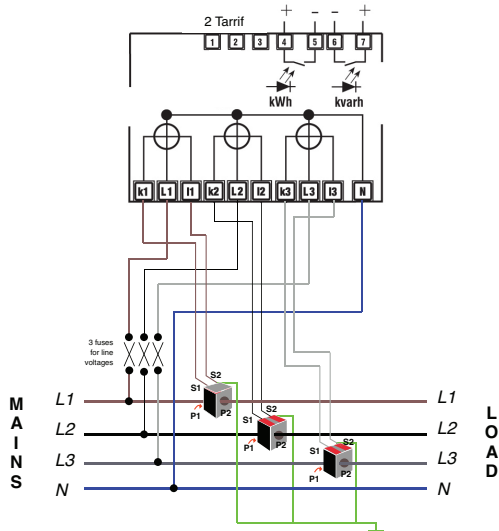 2 Tarrif
+ – – +
1 2 3 4 5 6 7
kWh kvarh
k1 L1 l1 k2 L2 l2 k3 L3 l3 N
3 fuses
for line
voltages
S1 S2
P1 P2
S1 S2
P1 P2
S1 S2
P1 P2
MAINS
L1 L1
L2 L2
L3 L3
N N
LOAD